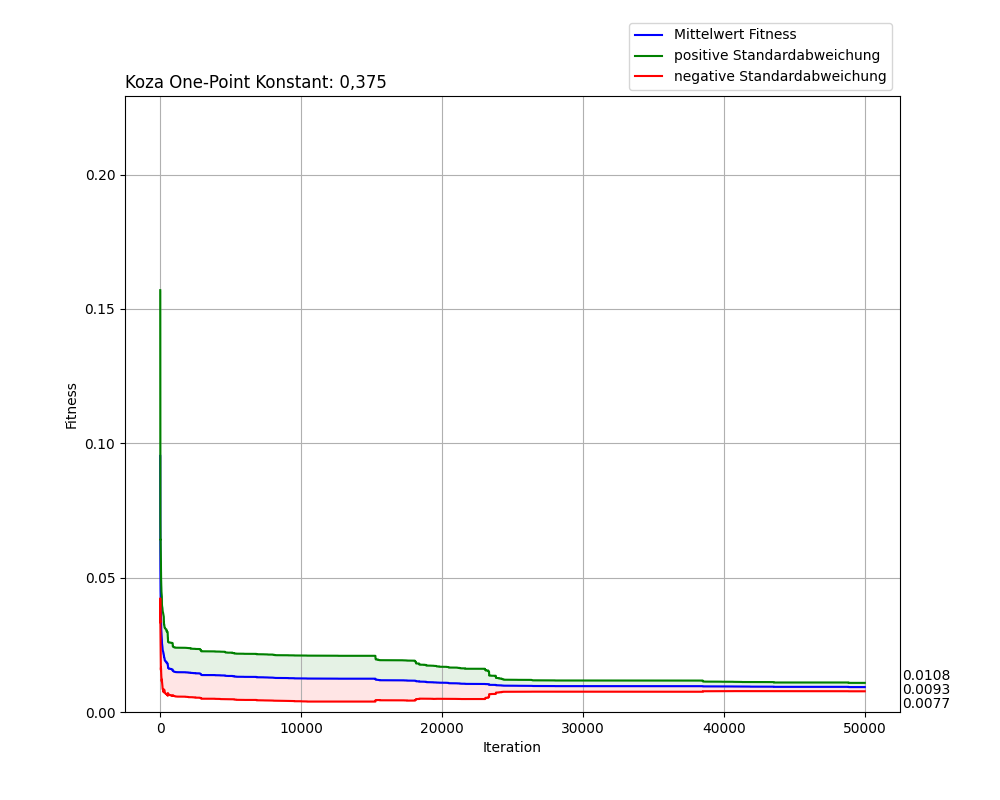 Mittelwert Fitness
positive Standardabweichung
negative Standardabweichung
Koza One-Point Konstant: 0,375
0.20
0.15
0.10
0.05
0.00
Fitness
0.0108
0.0093
0.0077
0 10000 20000 30000 40000 50000
Iteration